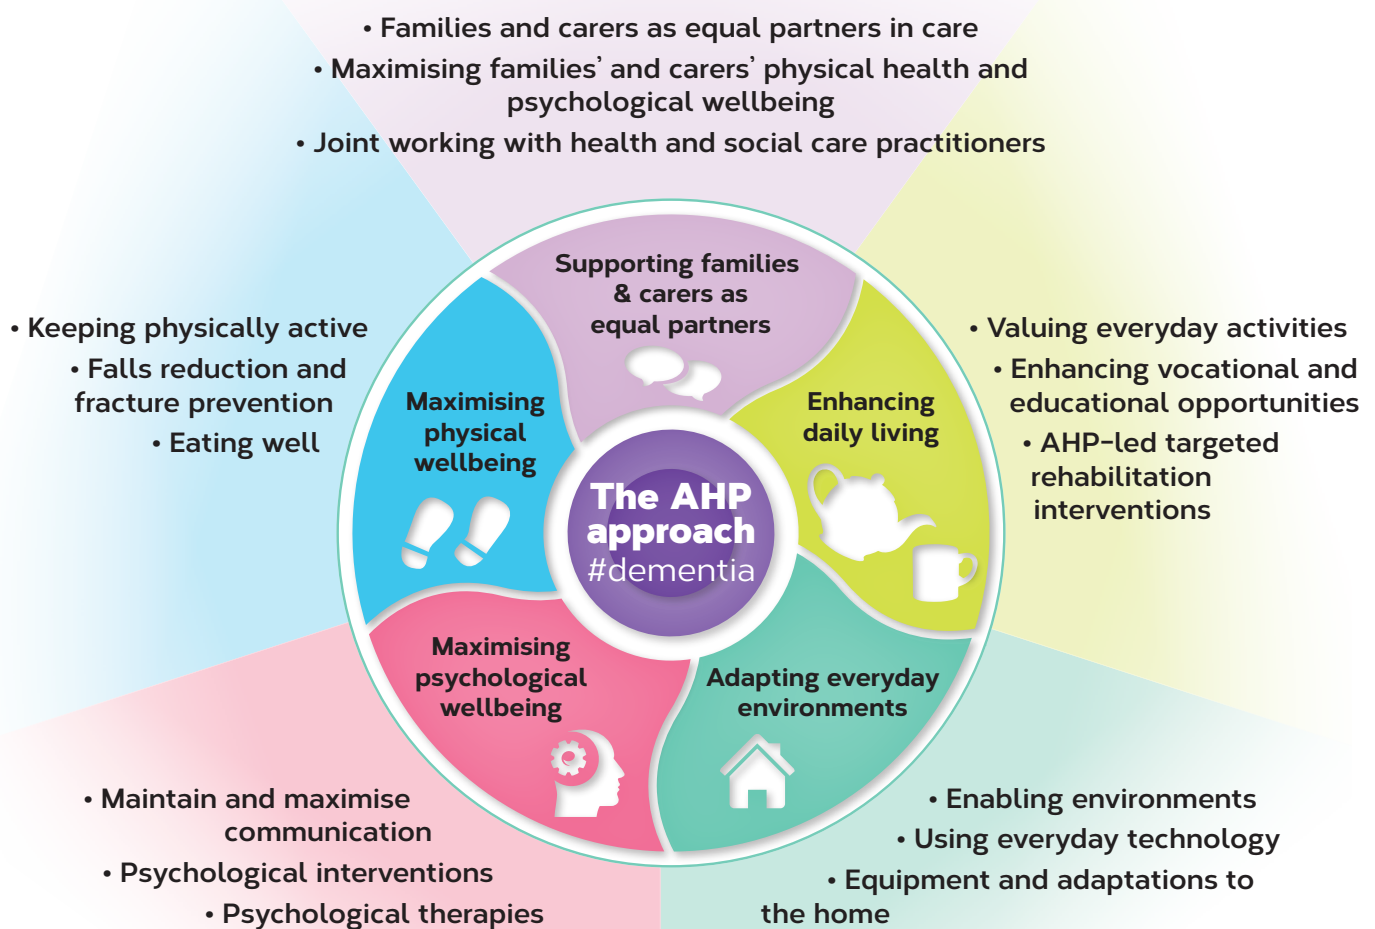 • Families and carers as equal partners in care
• Maximising families’ and carers’ physical health and
psychological wellbeing
• Joint working with health and social care practitioners
Supporting families
& carers as
equal partners
• Keeping physically active
• Falls reduction and
fracture prevention
• Eating well
Maximising
physical
wellbeing
Enhancing
daily living
• Valuing everyday activities
• Enhancing vocational and
educational opportunities
• AHP-led targeted
rehabilitation
interventions
The AHP
approach
#dementia
Maximising
psychological
wellbeing
Adapting everyday
environments
• Maintain and maximise
communication
• Psychological interventions
• Psychological therapies
• Enabling environments
• Using everyday technology
• Equipment and adaptations to
the home